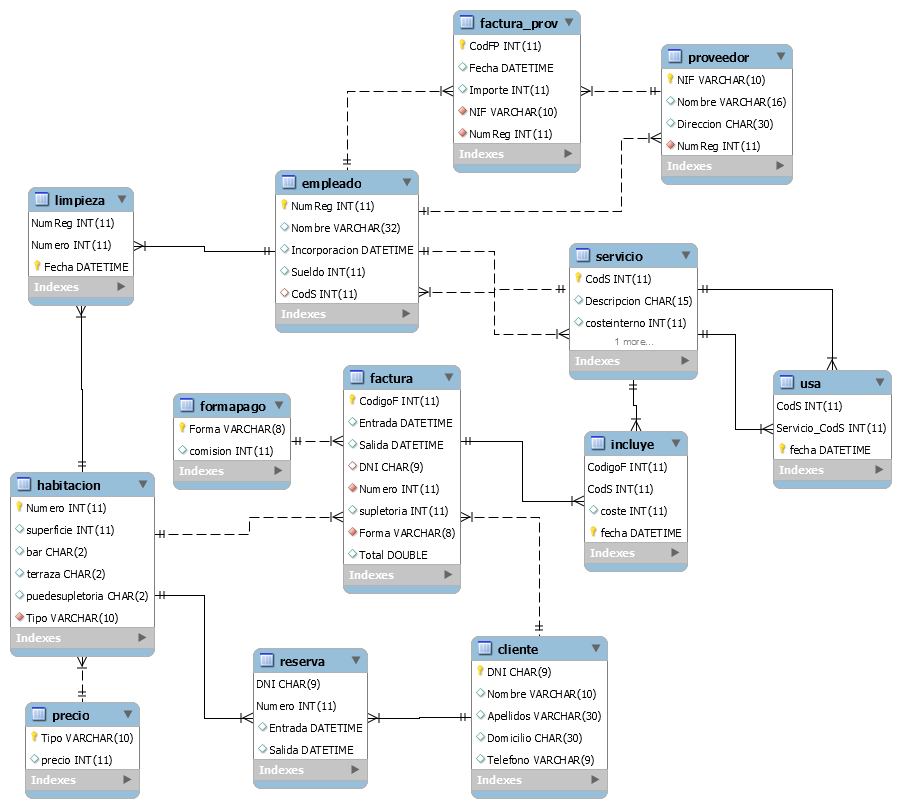 factura_prov
CodFP INT(11)
Fecha DATETIME
Importe INT(11)
NIF VARCHAR(10)
NumReg INT(11)
Indexes
proveedor
NIF VARCHAR(10)
Nombre VARCHAR(16)
Direccion CHAR(30)
NumReg INT(11)
Indexes
empleado
NumReg INT(11)
Nombre VARCHAR(32)
Incorporacion DATETIME
Sueldo INT(11)
CodS INT(11)
Indexes
limpieza
NumReg INT(11)
Numero INT(11)
Fecha DATETIME
Indexes
servicio
CodS INT(11)
Descripcion CHAR(15)
costeinterno INT(11)
1 more...
Indexes
usa
CodS INT(11)
Servicio_CodS INT(11)
fecha DATETIME
Indexes
factura
CodigoF INT(11)
Entrada DATETIME
Salida DATETIME
DNI CHAR(9)
Numero INT(11)
supletoria INT(11)
Forma VARCHAR(8)
Total DOUBLE
Indexes
formapago
Forma VARCHAR(8)
comision INT(11)
Indexes
incluye
CodigoF INT(11)
CodS INT(11)
coste INT(11)
fecha DATETIME
Indexes
habitacion
Numero INT(11)
superficie INT(11)
bar CHAR(2)
terraza CHAR(2)
puedesupletoria CHAR(2)
Tipo VARCHAR(10)
Indexes
reserva
DNI CHAR(9)
Numero INT(11)
Entrada DATETIME
Salida DATETIME
Indexes
cliente
DNI CHAR(9)
Nombre VARCHAR(10)
Apellidos VARCHAR(30)
Domicilio CHAR(30)
Telefono VARCHAR(9)
Indexes
precio
Tipo VARCHAR(10)
precio INT(11)
Indexes